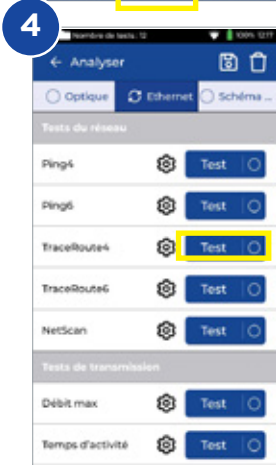 4
Nombre de tests: 12 100% 12:17
← Analyser
Optique Ethernet Schéma ...
Tests du réseau
Ping4 Test
Ping6 Test
TraceRoute4 Test
TraceRoute6 Test
NetScan Test
Tests de transmission
Débit max Test
Temps d'activité Test